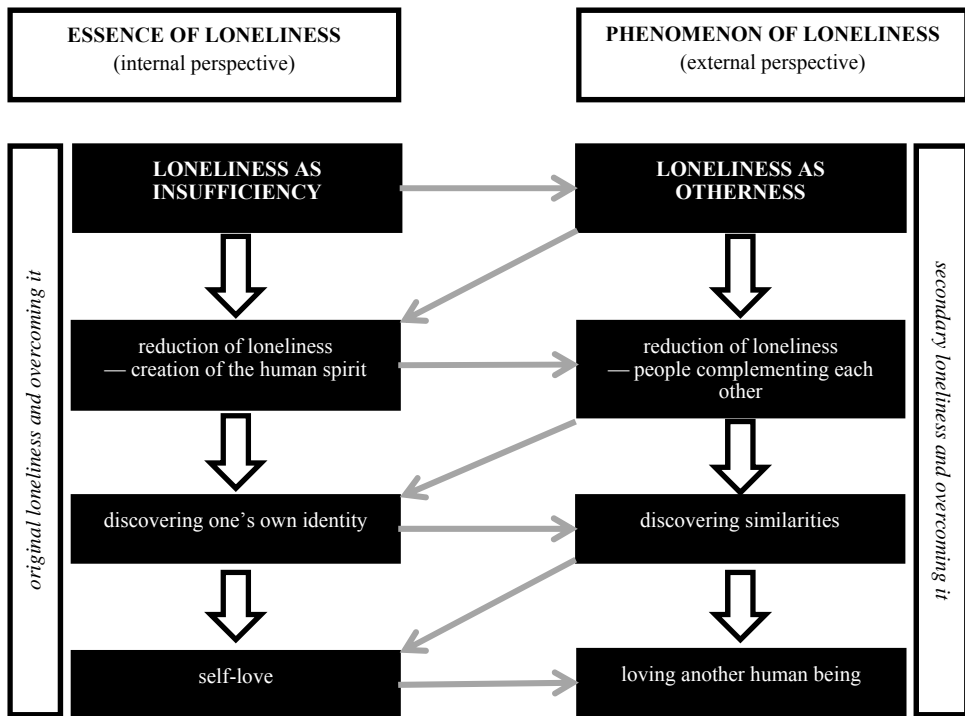 ESSENCE OF LONELINESS
(internal perspective)
PHENOMENON OF LONELINESS
(external perspective)
original loneliness and overcoming it
LONELINESS AS
INSUFFICIENCY
LONELINESS AS
OTHERNESS
secondary loneliness and overcoming it
reduction of loneliness
— creation of the human spirit
reduction of loneliness
— people complementing each
other
discovering one’s own identity
discovering similarities
self-love
loving another human being